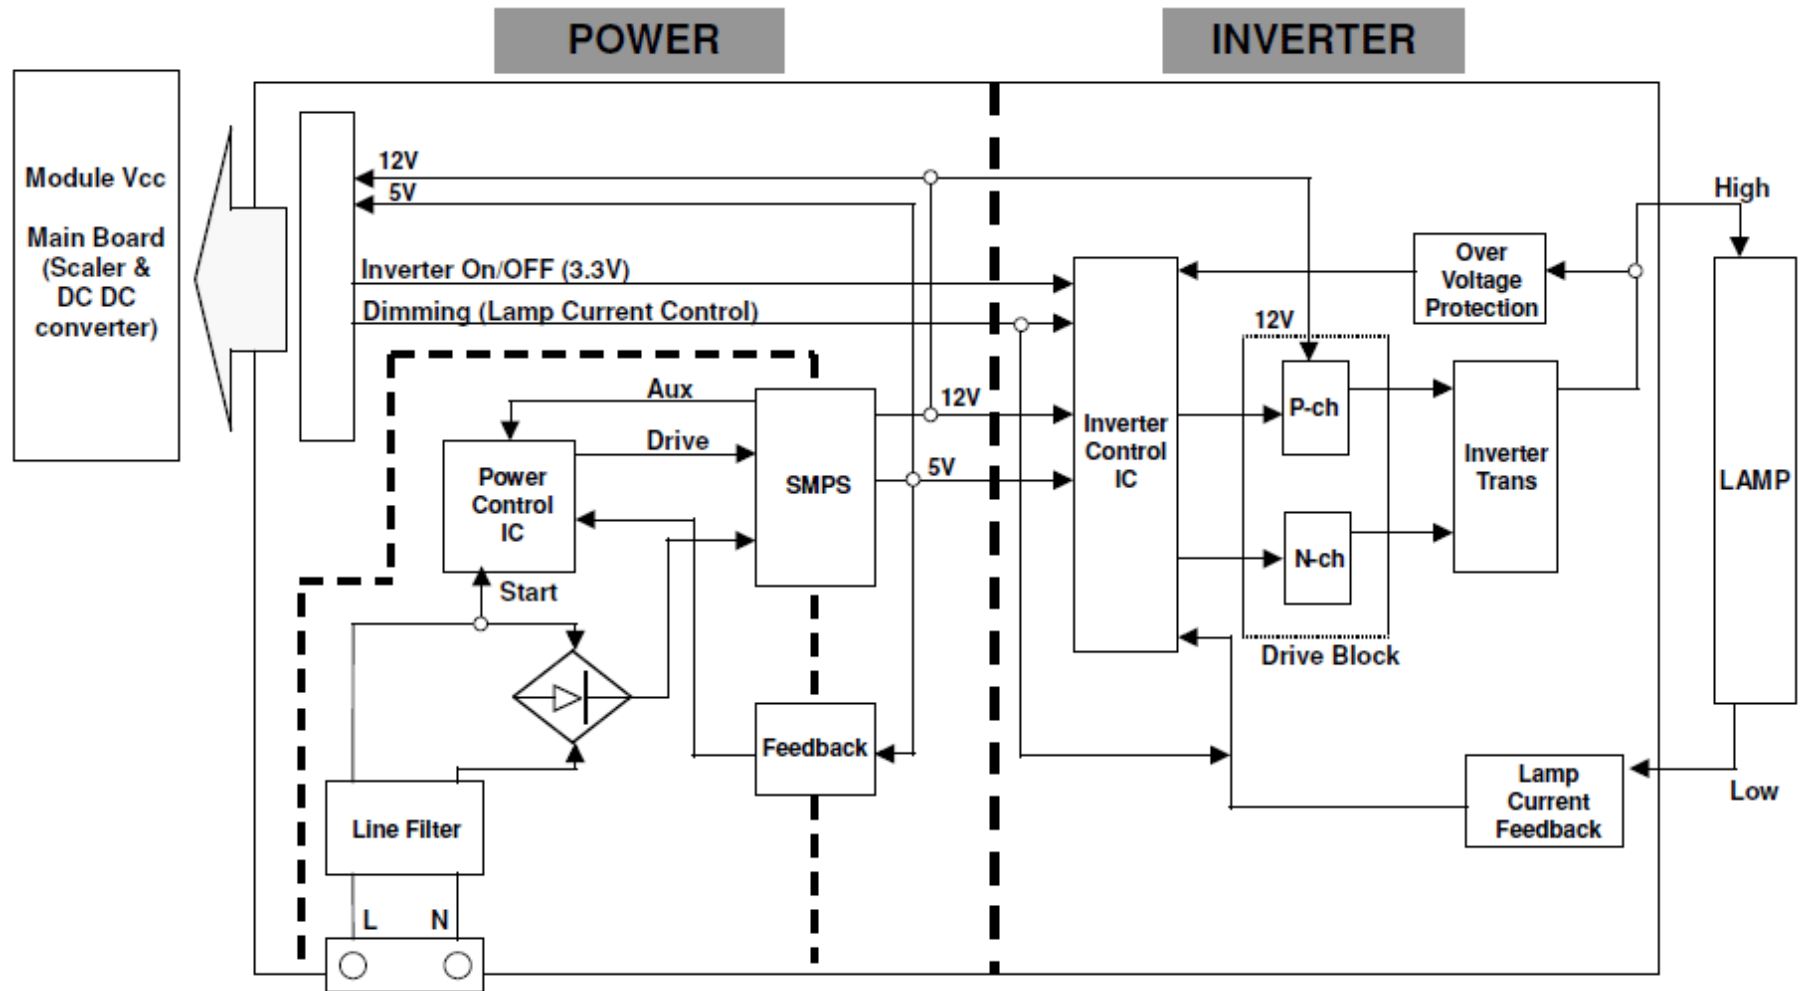 POWER
INVERTER
Module Vcc
Main Board
(Scaler &
DC DC
converter)
12V
5V
Inverter On/OFF (3.3V)
Dimming (Lamp Current Control)
Aux
Drive
Power
Control
IC
Start
SMPS
12V
5V
Feedback
Line Filter
L
N
Inverter
Control
IC
12V
P-ch
N-ch
Drive Block
Over
Voltage
Protection
Inverter
Trans
High
LAMP
Low
Lamp
Current
Feedback